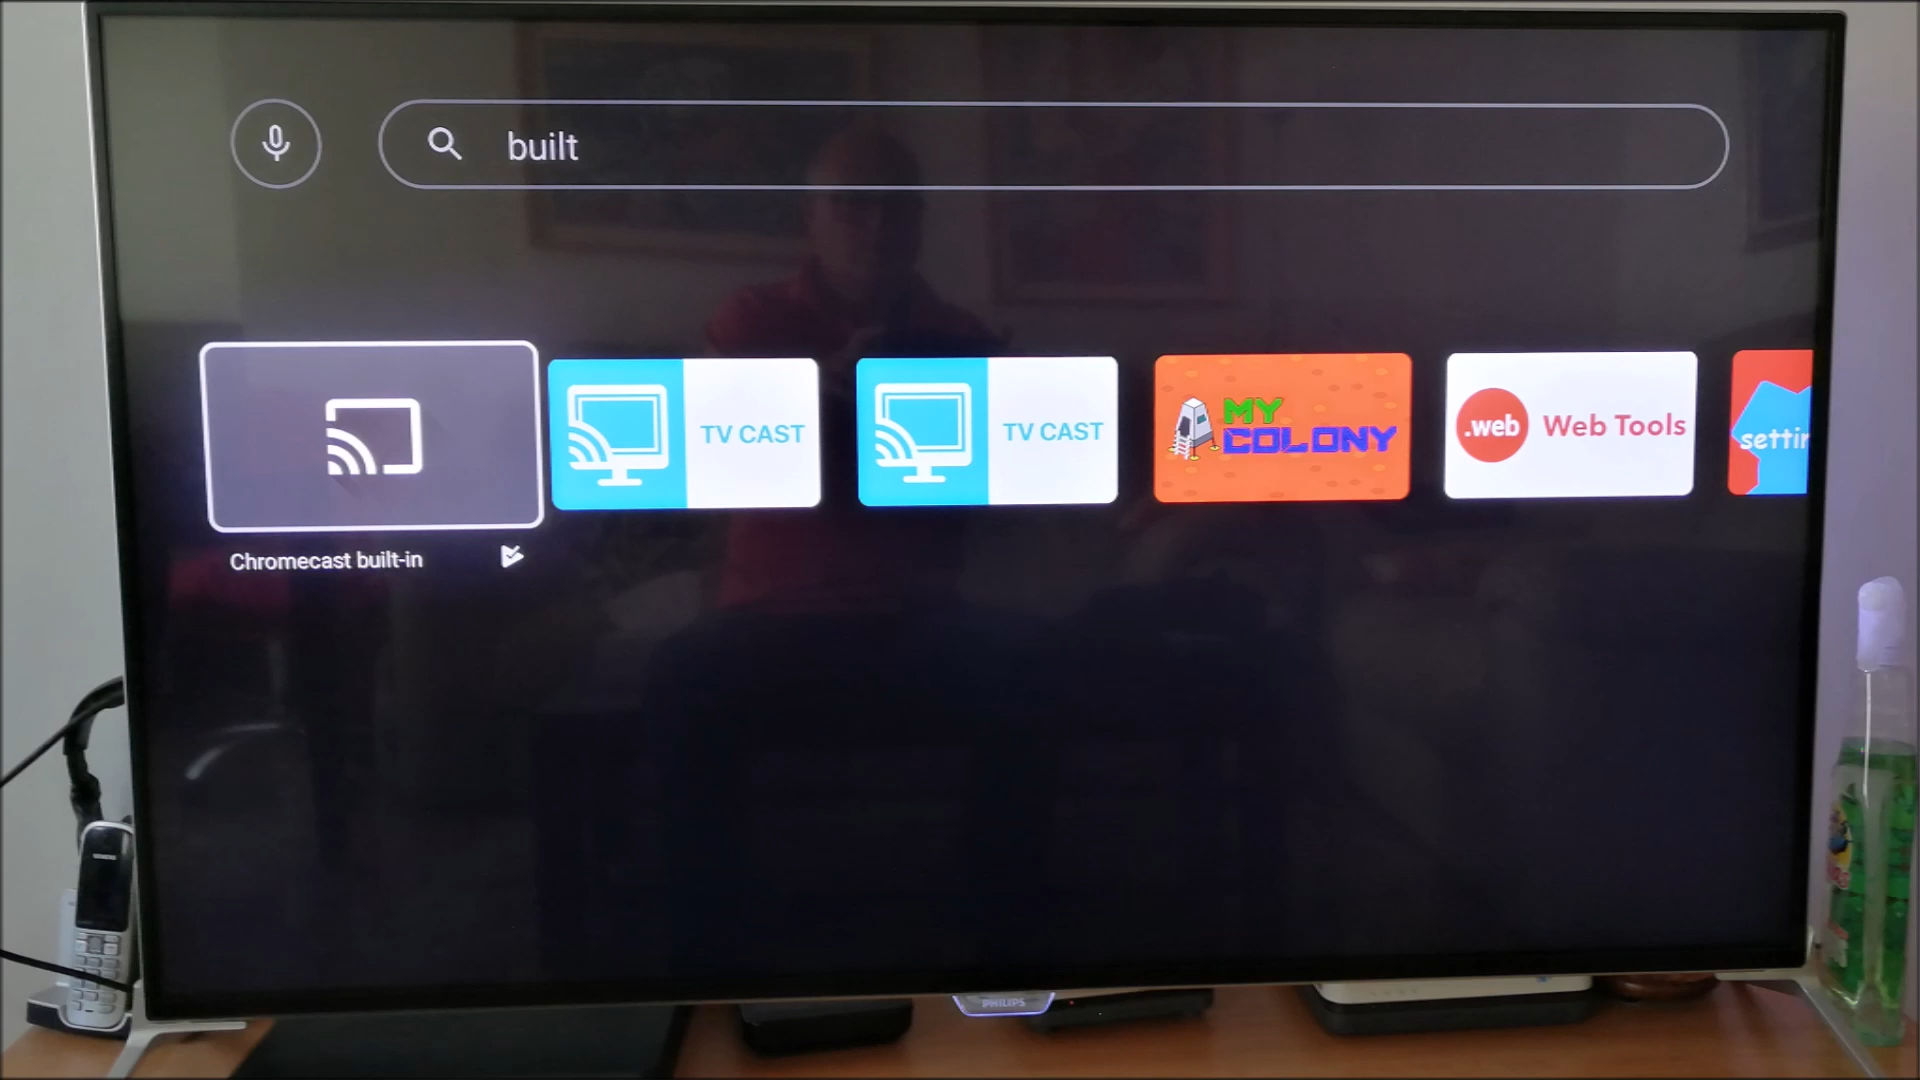 built
TV CAST
TV CAST
MY
COLONY
.web
Web Tools
Chromecast built-in
PHILIPS